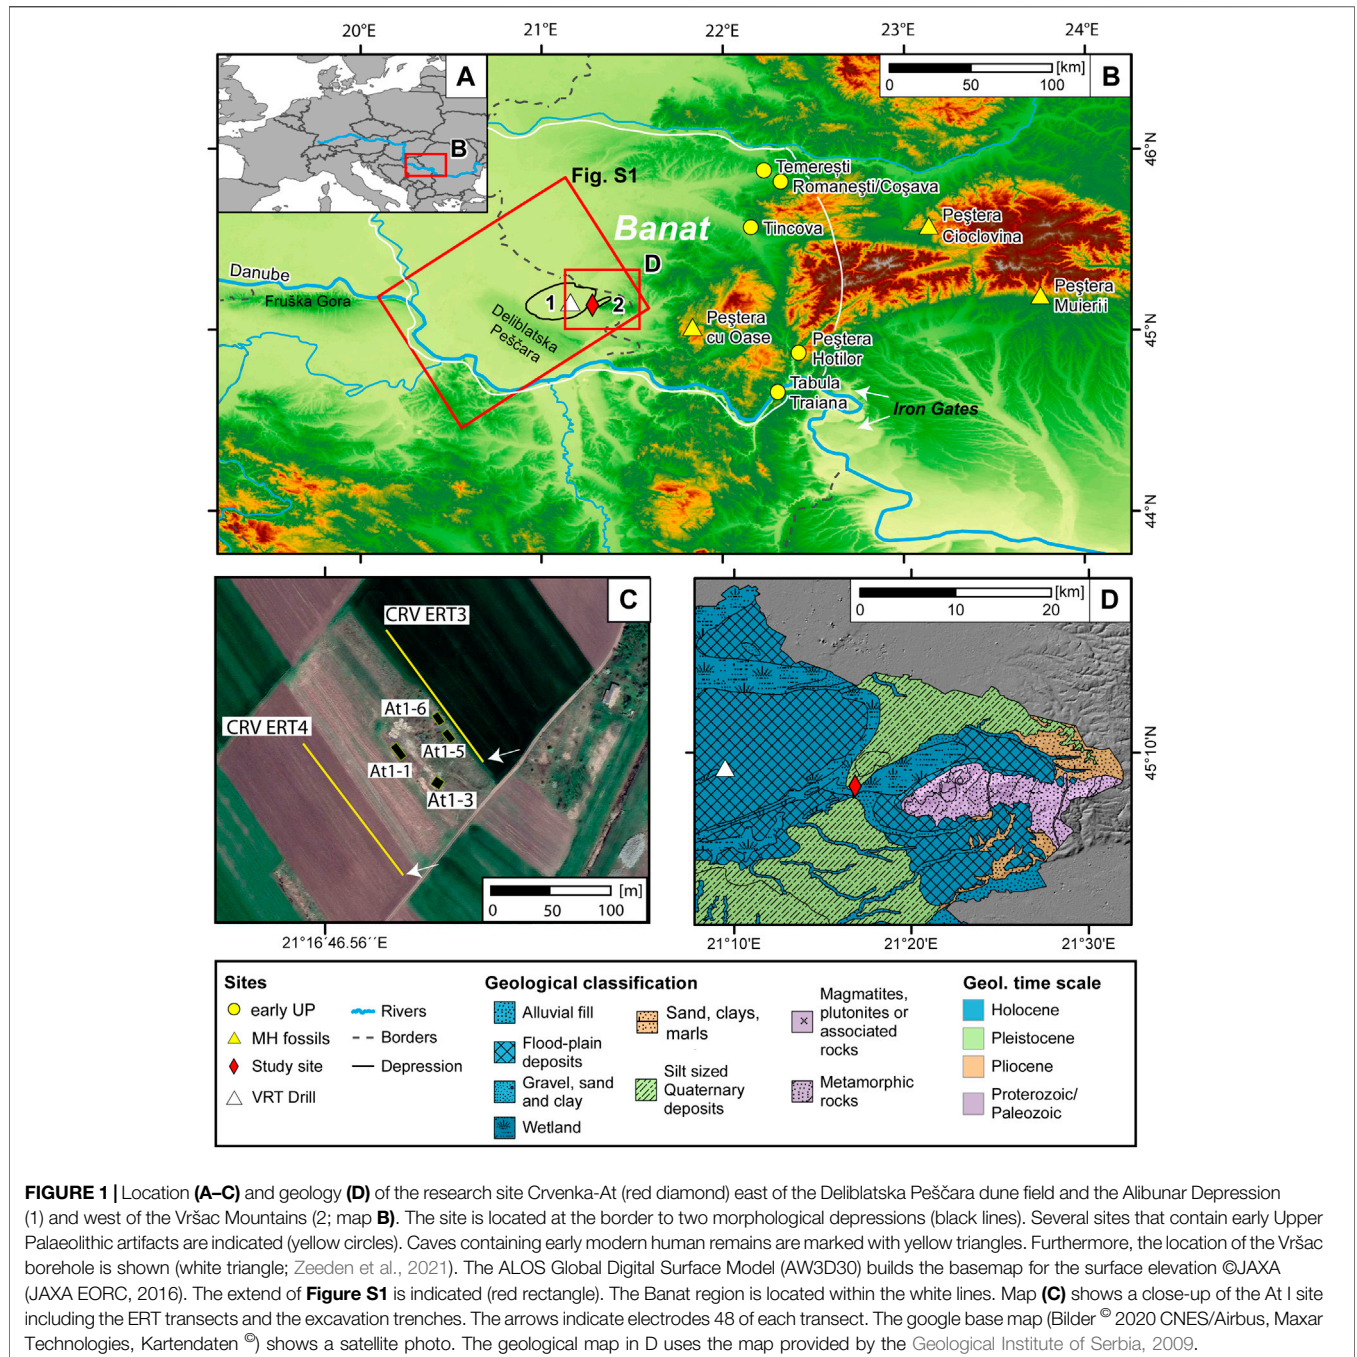 20°E
21°E
22°E
23°E
24°E
A
B
[km]
0 50 100
B
46°N
45°N
44°N
Fig. S1
Temerești
Romanești/Coșava
Banat
Tincova
Peştera
Cioclovina
D
Danube
Fruška Gora
1
2
Deliblatska
Peščara
Peştera
cu Oase
Peştera
Muierii
Peştera
Hotilor
Tabula
Traiana
Iron Gates
C
CRV ERT3
At1-6
CRV ERT4
At1-5
At1-1
At1-3
[m]
0 50 100
21°16´46.56´´E
[km]
0 10 20
D
45°10'N
21°10'E
21°20'E
21°30'E
Sites
early UP
MH fossils
Study site
VRT Drill
Rivers
Borders
Depression
Geological classification
Alluvial fill
Flood-plain
deposits
Gravel, sand
and clay
Wetland
Sand, clays,
marls
Silt sized
Quaternary
deposits
Magmatites,
plutonites or
associated
rocks
Metamorphic
rocks
Geol. time scale
Holocene
Pleistocene
Pliocene
Proterozoic/
Paleozoic
FIGURE 1 | Location (A–C) and geology (D) of the research site Crvenka-At (red diamond) east of the Deliblatska Peščara dune field and the Alibunar Depression
(1) and west of the Vršac Mountains (2; map B). The site is located at the border to two morphological depressions (black lines). Several sites that contain early Upper
Palaeolithic artifacts are indicated (yellow circles). Caves containing early modern human remains are marked with yellow triangles. Furthermore, the location of the Vršac
borehole is shown (white triangle; Zeeden et al., 2021). The ALOS Global Digital Surface Model (AW3D30) builds the basemap for the surface elevation ©JAXA
(JAXA EORC, 2016). The extend of Figure S1 is indicated (red rectangle). The Banat region is located within the white lines. Map (C) shows a close-up of the At I site
including the ERT transects and the excavation trenches. The arrows indicate electrodes 48 of each transect. The google base map (Bilder © 2020 CNES/Airbus, Maxar
Technologies, Kartendaten ©) shows a satellite photo. The geological map in D uses the map provided by the Geological Institute of Serbia, 2009.